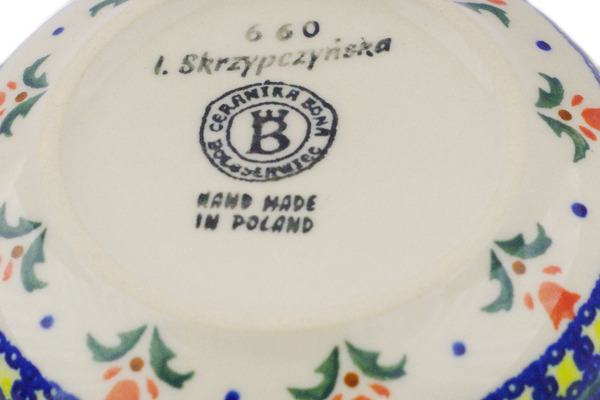 660
I. Skrzypczyńska
CERAMIKA BONA
B
BOLESŁAWIEC
HAND MADE
IN POLAND